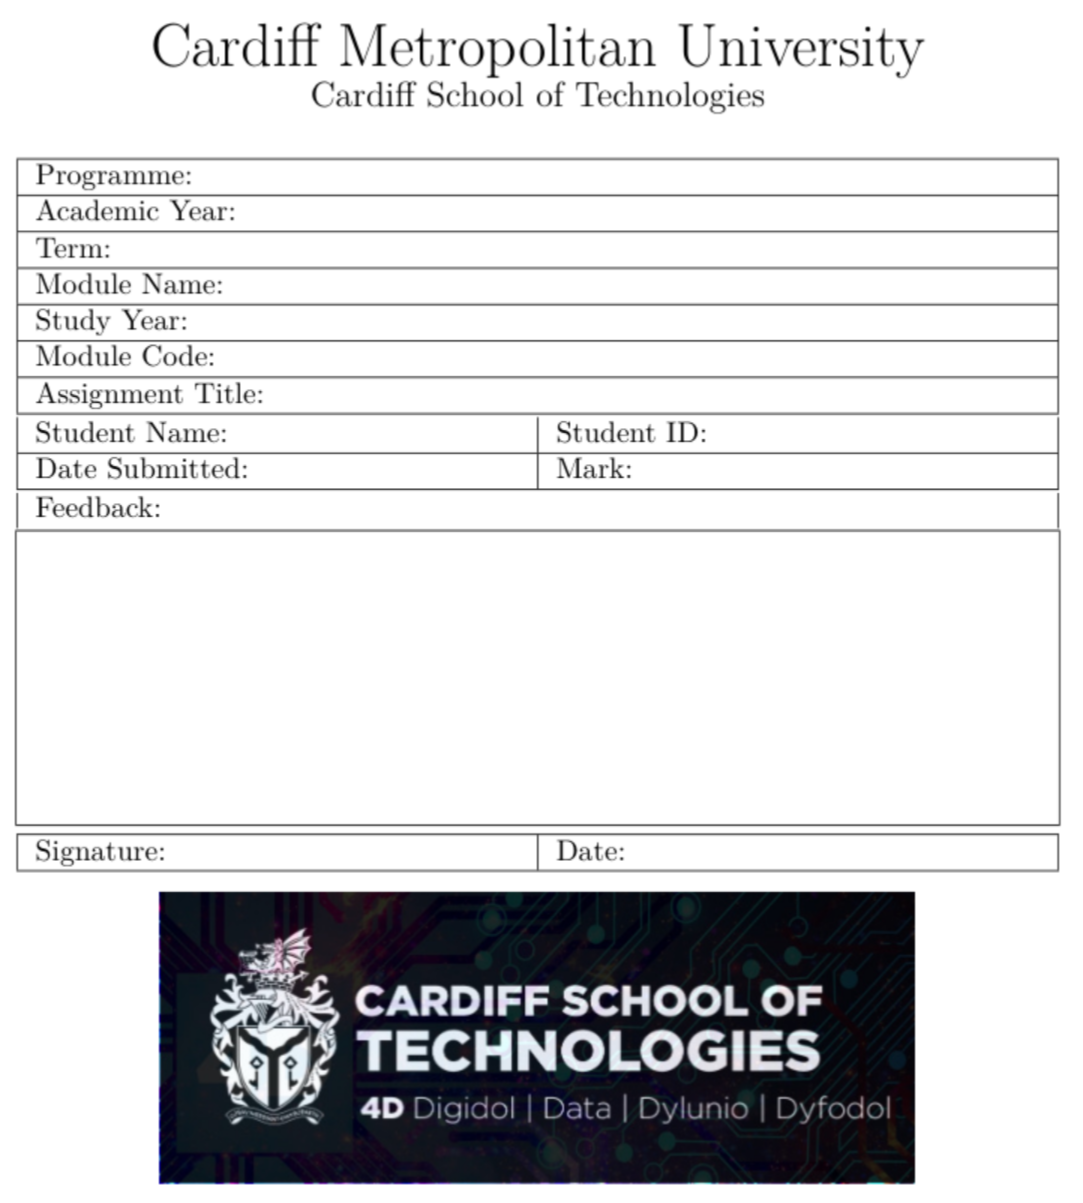 Cardiff Metropolitan University
Cardiff School of Technologies
Programme:
Academic Year:
Term:
Module Name:
Study Year:
Module Code:
Assignment Title:
Student Name: Student ID:
Date Submitted: Mark:
Feedback:
Signature: Date:
CARDIFF SCHOOL OF
TECHNOLOGIES
4D Digidol | Data | Dylunio | Dyfodol